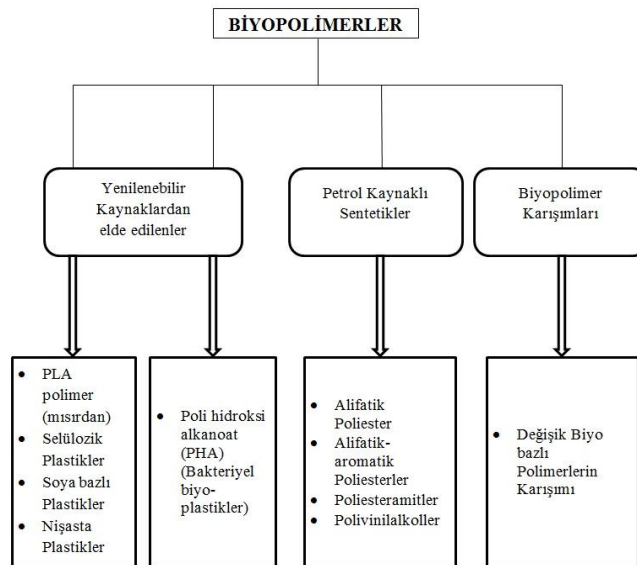 BİYOPOLİMERLER
Yenilenebilir
Kaynaklardan
elde edilenler
Petrol Kaynaklı
Sentetikler
Biyopolimer
Karışımları
• PLA
polimer
(mısırdan)
• Selülozik
Plastikler
• Soya bazlı
Plastikler
• Nişasta
Plastikler
• Poli hidroksi
alkanoat
(PHA)
(Bakteriyel
biyo-
plastikler)
• Alifatik
Poliester
• Alifatik-
aromatik
Poliesterler
• Poliesteramitler
• Polivinilalkoller
• Değişik Biyo
bazlı
Polimerlerin
Karışımı